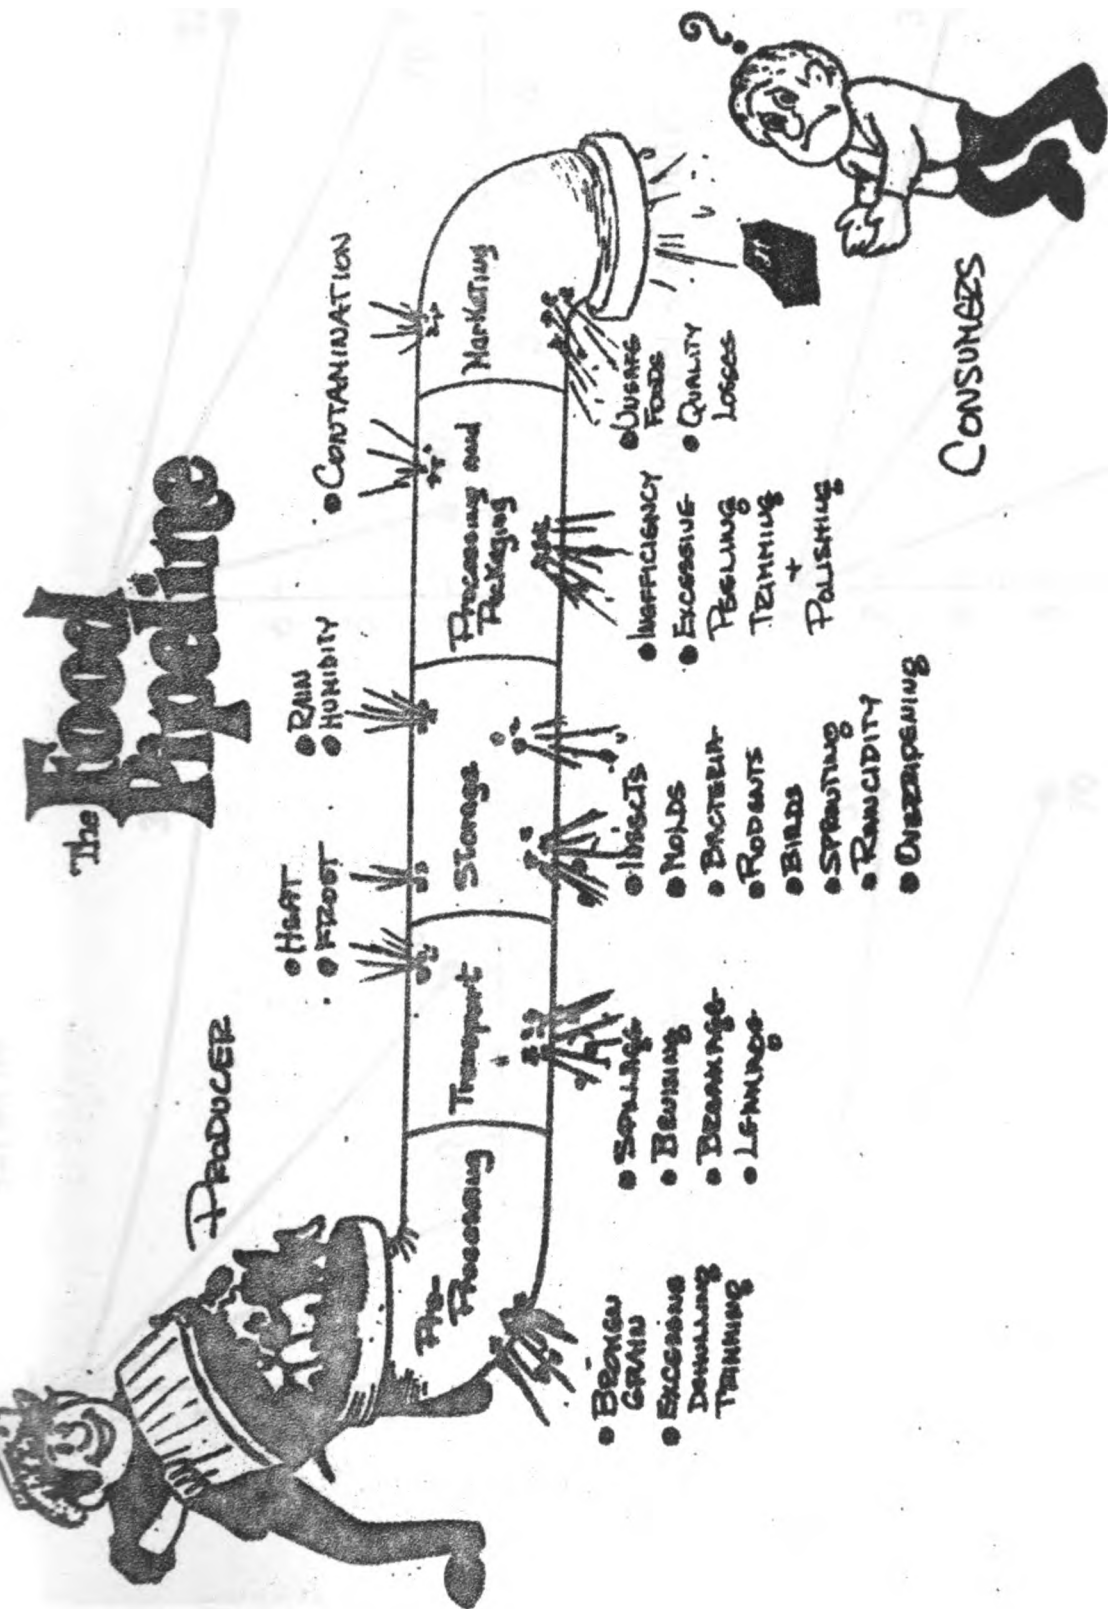 The
Food
Pipeline
PRODUCER
• HEAT
• FROST
• RAIN
• HUMIDITY
• CONTAMINATION
Pre-
Processing
Transport
Storage
Processing and
Packaging
Marketing
• BROKEN
GRAIN
• EXCESSIVE
DEHULLING
TRIMMING
• SPILLAGE
• BRUISING
• BREAKAGE
• LEAKAGE
• INSECTS
• MOLDS
• BACTERIA
• RODENTS
• BIRDS
• SPROUTING
• RANCIDITY
• OVERRIPENING
• INEFFICIENCY
• EXCESSIVE
PEELING
TRIMMING
+
POLISHING
• UNSAFE
FOODS
• QUALITY
LOSSES
?
CONSUMERS